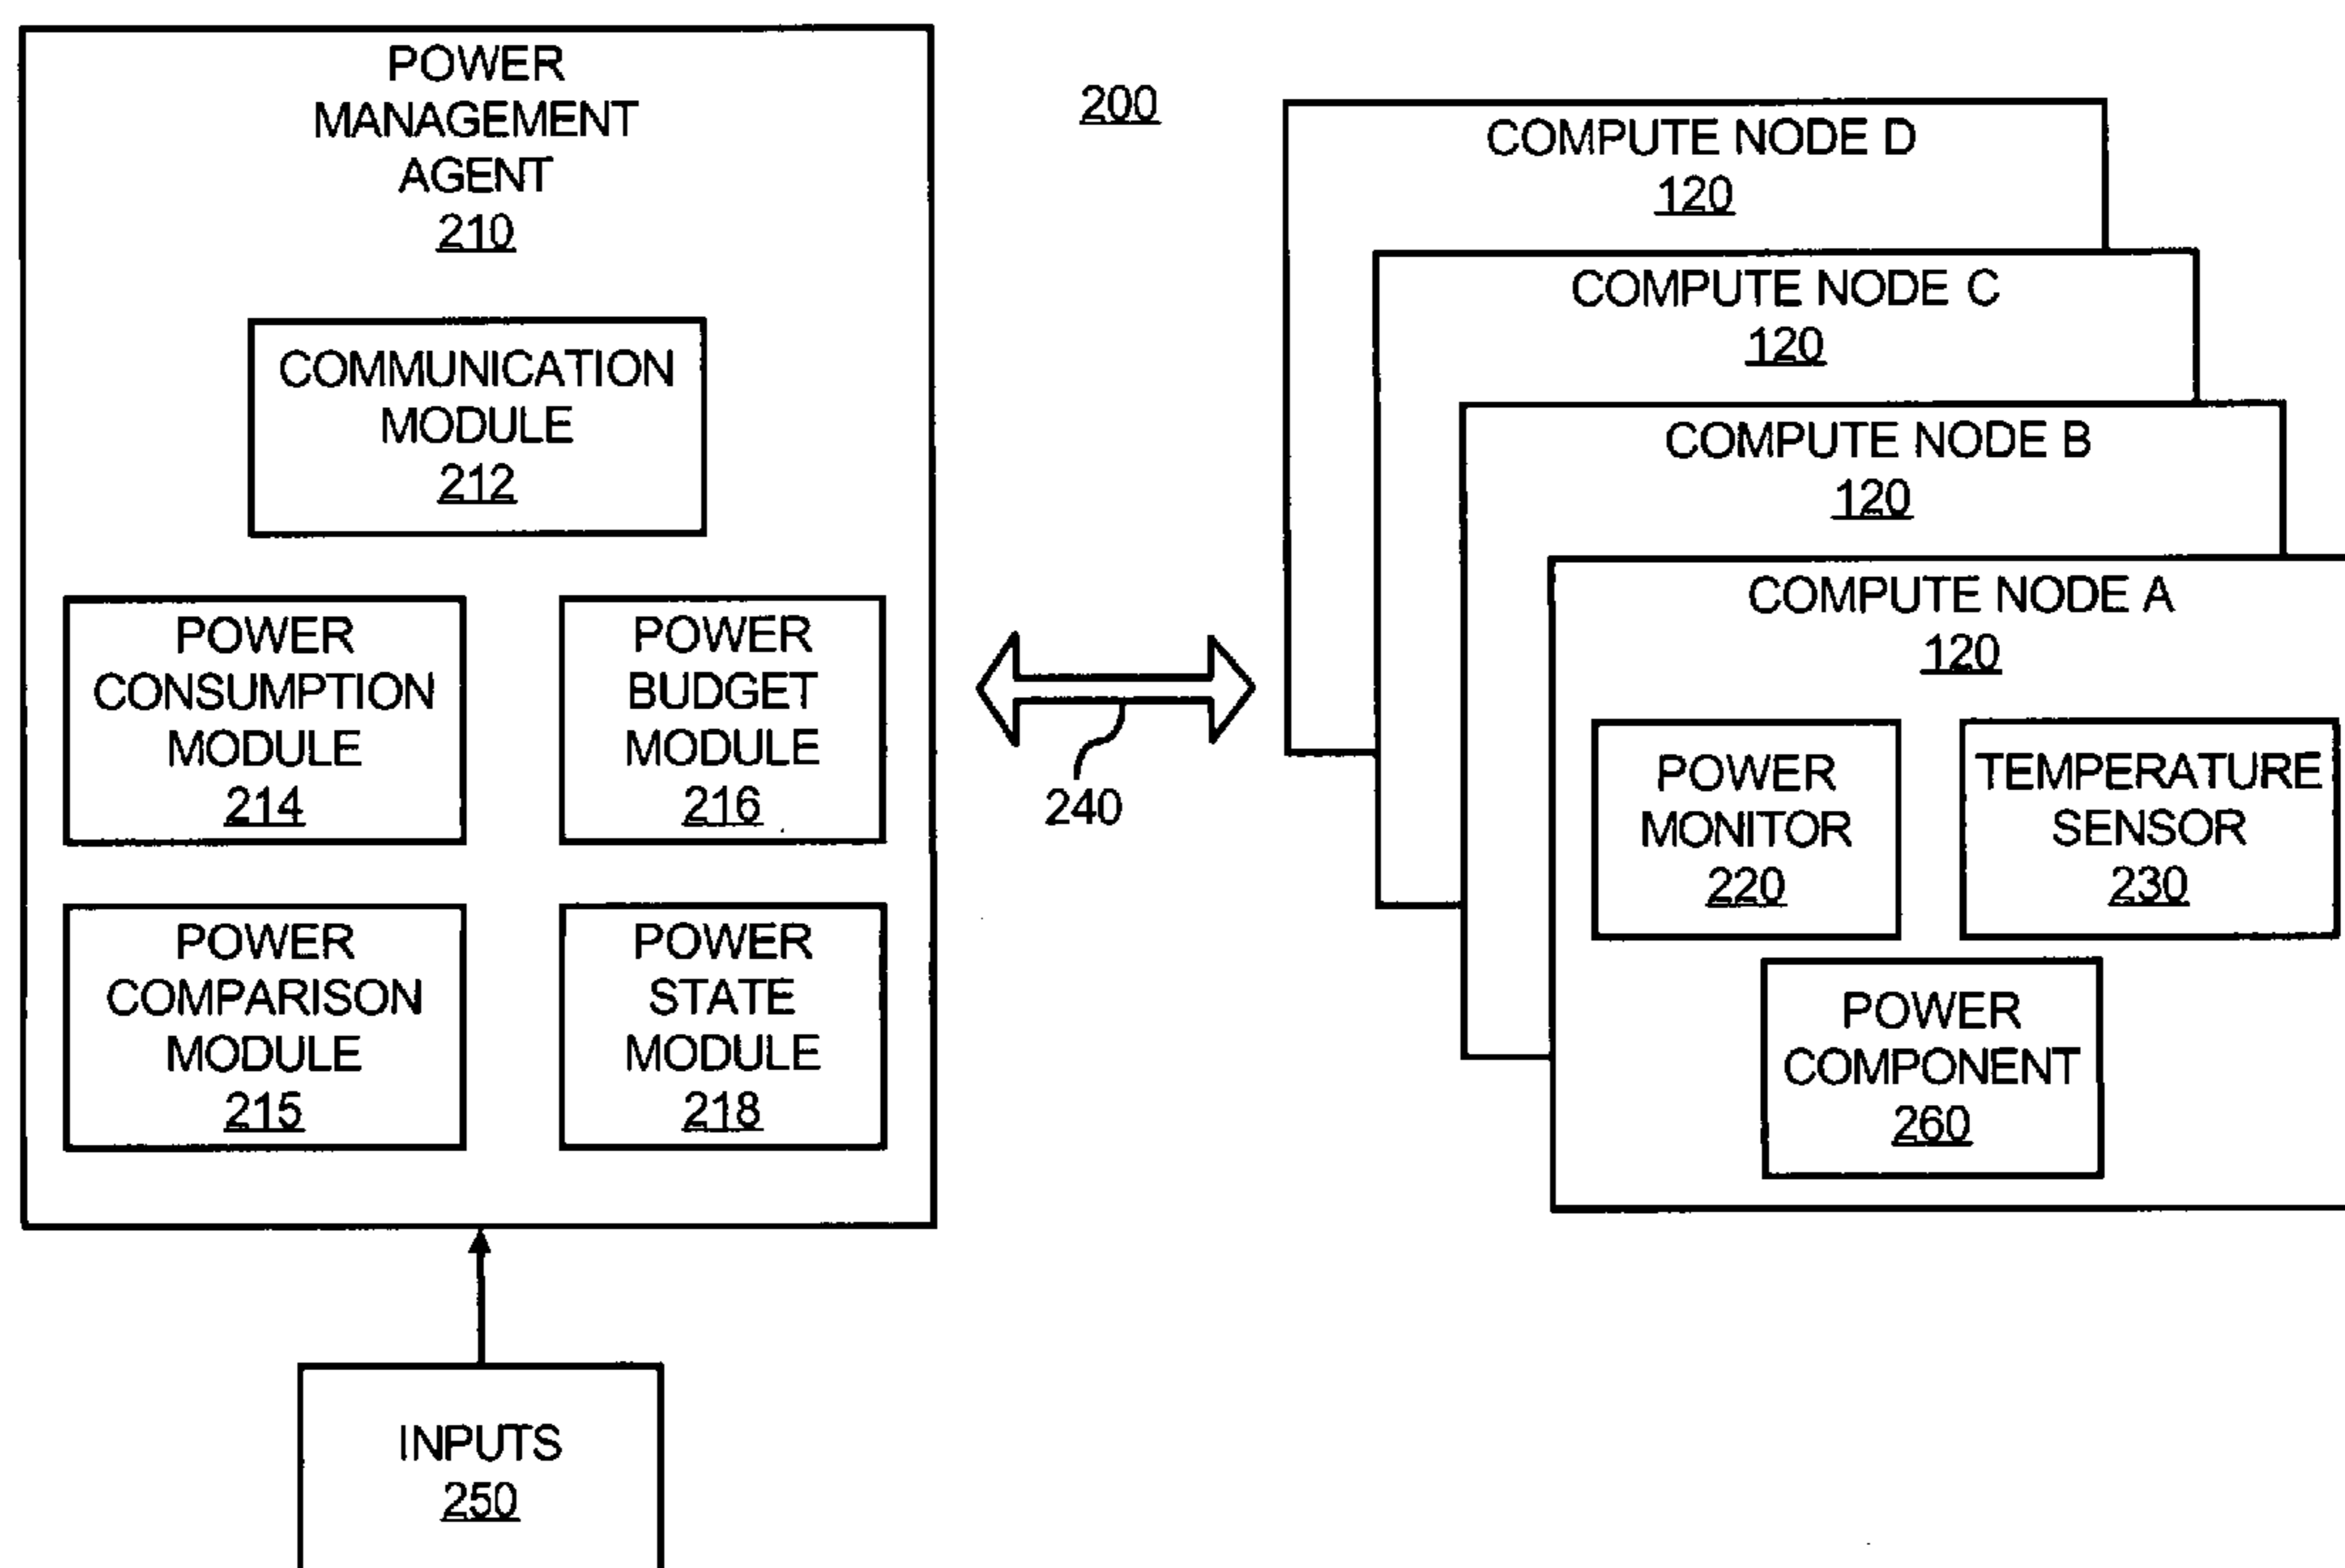 POWER
MANAGEMENT
AGENT
210
COMMUNICATION
MODULE
212
POWER
CONSUMPTION
MODULE
214
POWER
BUDGET
MODULE
216
POWER
COMPARISON
MODULE
215
POWER
STATE
MODULE
218
INPUTS
250
200
240
COMPUTE NODE D
120
COMPUTE NODE C
120
COMPUTE NODE B
120
COMPUTE NODE A
120
POWER
MONITOR
220
TEMPERATURE
SENSOR
230
POWER
COMPONENT
260